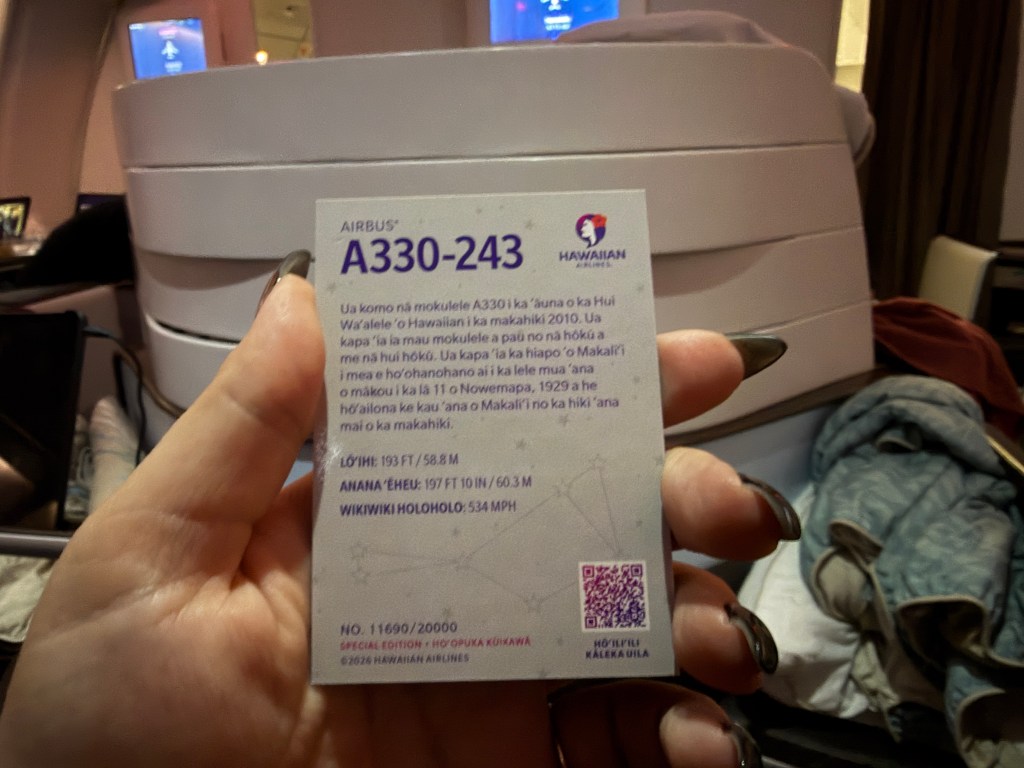 AIRBUS®
A330-243
HAWAIIAN
AIRLINES.
Ua komo nā mokulele A330 i ka ʻāuna o ka Hui
Waʻalele ʻo Hawaiian i ka makahiki 2010. Ua
kapa ʻia ia mau mokulele a pau no nā hōkū a
me nā hui hōkū. Ua kapa ʻia ka hiapo ʻo Makaliʻi
i mea e hoʻohanohano ai i ka lele mua ʻana
o mākou i ka lā 11 o Nowemapa, 1929 a he
hōʻailona ke kau ʻana o Makaliʻi no ka hiki ʻana
mai o ka makahiki.
LŌʻIHI: 193 FT / 58.8 M
ANANA ʻĒHEU: 197 FT 10 IN / 60.3 M
WIKIWIKI HOLOHOLO: 534 MPH
NO. 11690/20000
SPECIAL EDITION • HOʻOPUKA KŪIKAWĀ
©2026 HAWAIIAN AIRLINES
HŌʻILIʻILI
KĀLEKA UILA